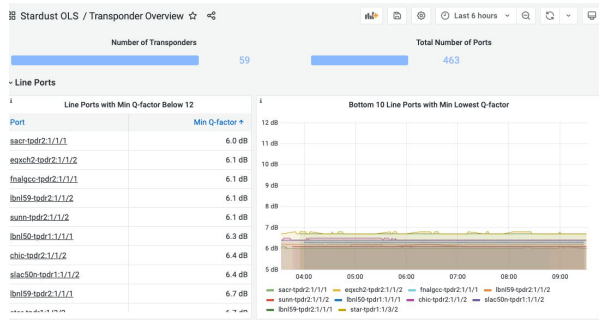 Stardust OLS / Transponder Overview
Last 6 hours
Number of Transponders
59
Total Number of Ports
463
Line Ports
i
Line Ports with Min Q-factor Below 12
Port Min Q-factor ↑
sacr-tpdr2:1/1/1 6.0 dB
eqxch2-tpdr2:1/1/2 6.1 dB
fnalgcc-tpdr2:1/1/1 6.1 dB
lbnl59-tpdr2:1/1/2 6.1 dB
sunn-tpdr2:1/1/2 6.1 dB
lbnl50-tpdr1:1/1/1 6.3 dB
chic-tpdr2:1/1/2 6.4 dB
slac50n-tpdr1:1/1/2 6.4 dB
lbnl59-tpdr2:1/1/1 6.7 dB
i
Bottom 10 Line Ports with Min Lowest Q-factor
12 dB
11 dB
10 dB
9 dB
8 dB
7 dB
6 dB
5 dB
04:00 05:00 06:00 07:00 08:00 09:00
sacr-tpdr2:1/1/1 eqxch2-tpdr2:1/1/2 fnalgcc-tpdr2:1/1/1 lbnl59-tpdr2:1/1/2
sunn-tpdr2:1/1/2 lbnl50-tpdr1:1/1/1 chic-tpdr2:1/1/2 slac50n-tpdr1:1/1/2
lbnl59-tpdr2:1/1/1 star-tpdr1:1/3/2